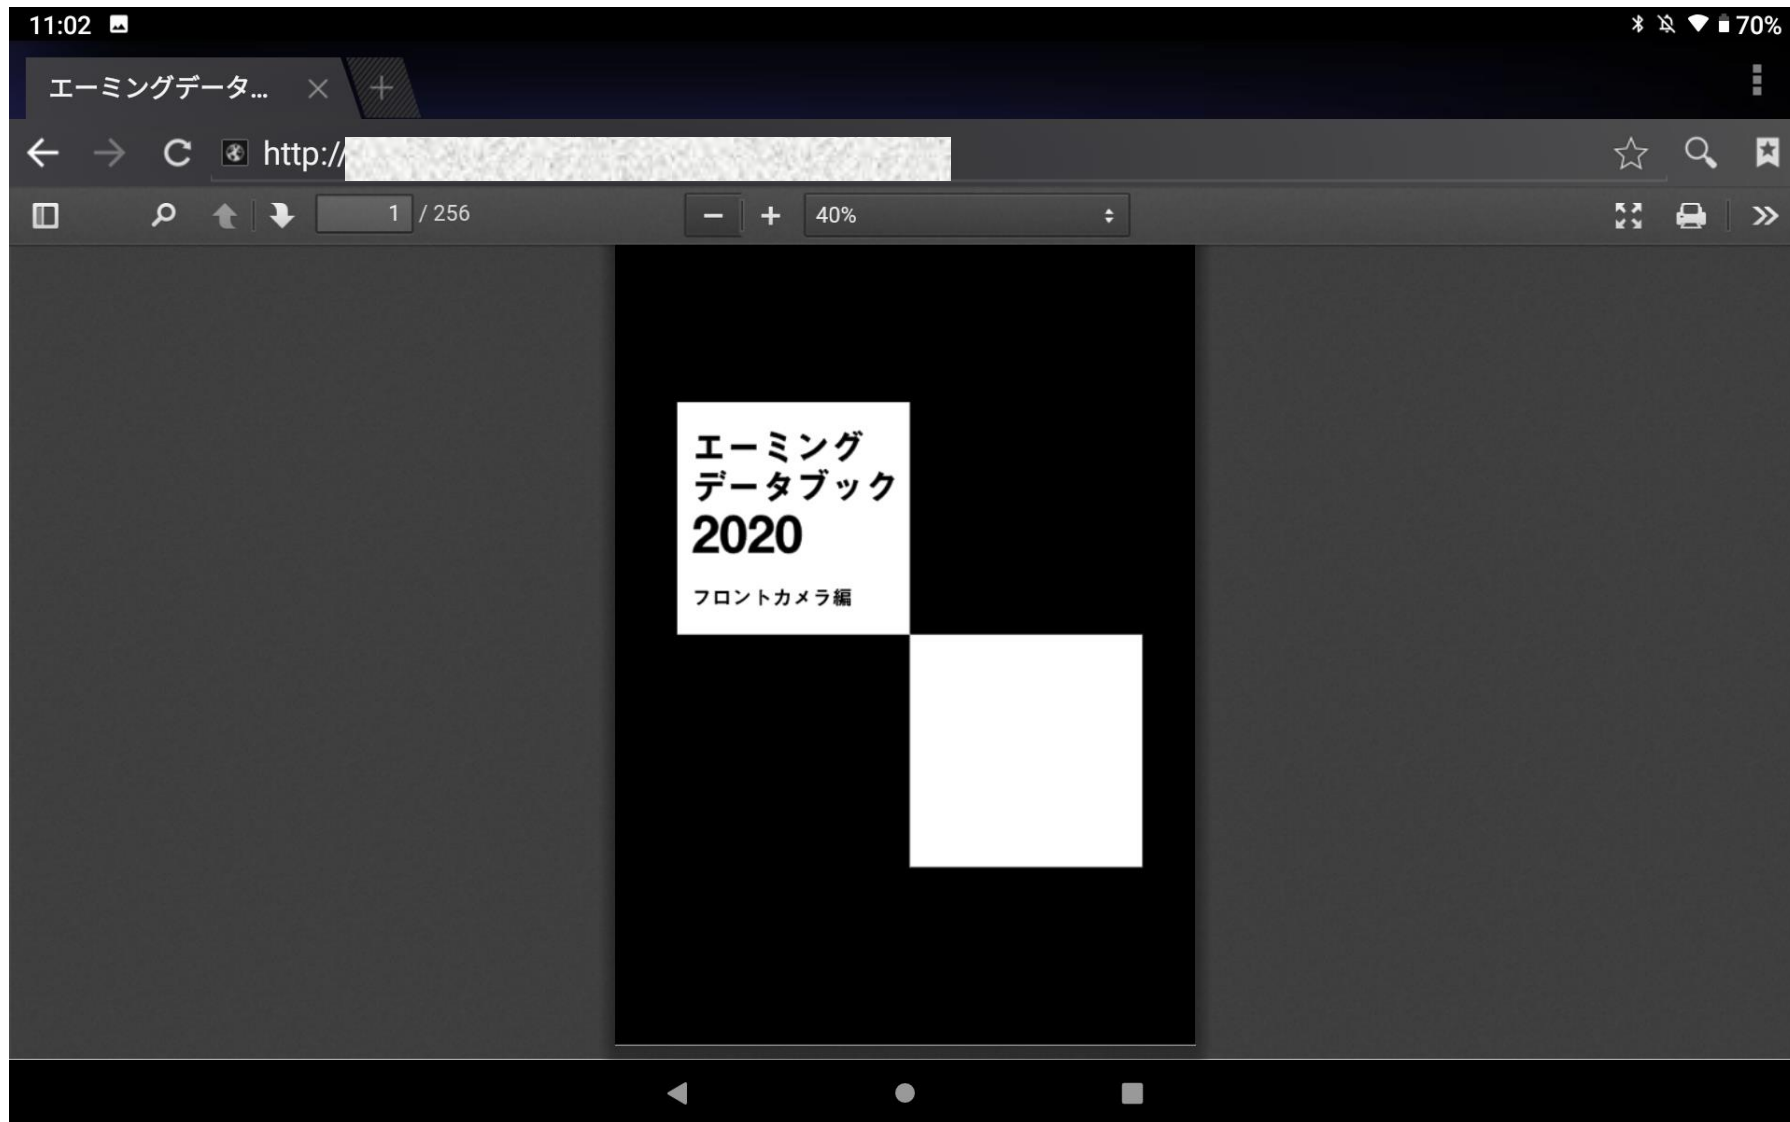 11:02
70%
エーミングデータ...
http://
1 / 256
40%
エーミング
データブック
2020
フロントカメラ編